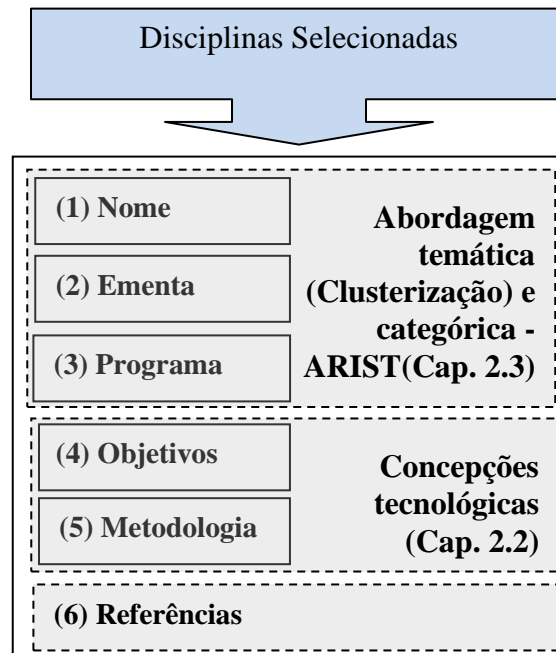 Disciplinas Selecionadas
(1) Nome
(2) Ementa
(3) Programa
Abordagem
temática
(Clusterização) e
categórica -
ARIST(Cap. 2.3)
(4) Objetivos
(5) Metodologia
Concepções
tecnológicas
(Cap. 2.2)
(6) Referências